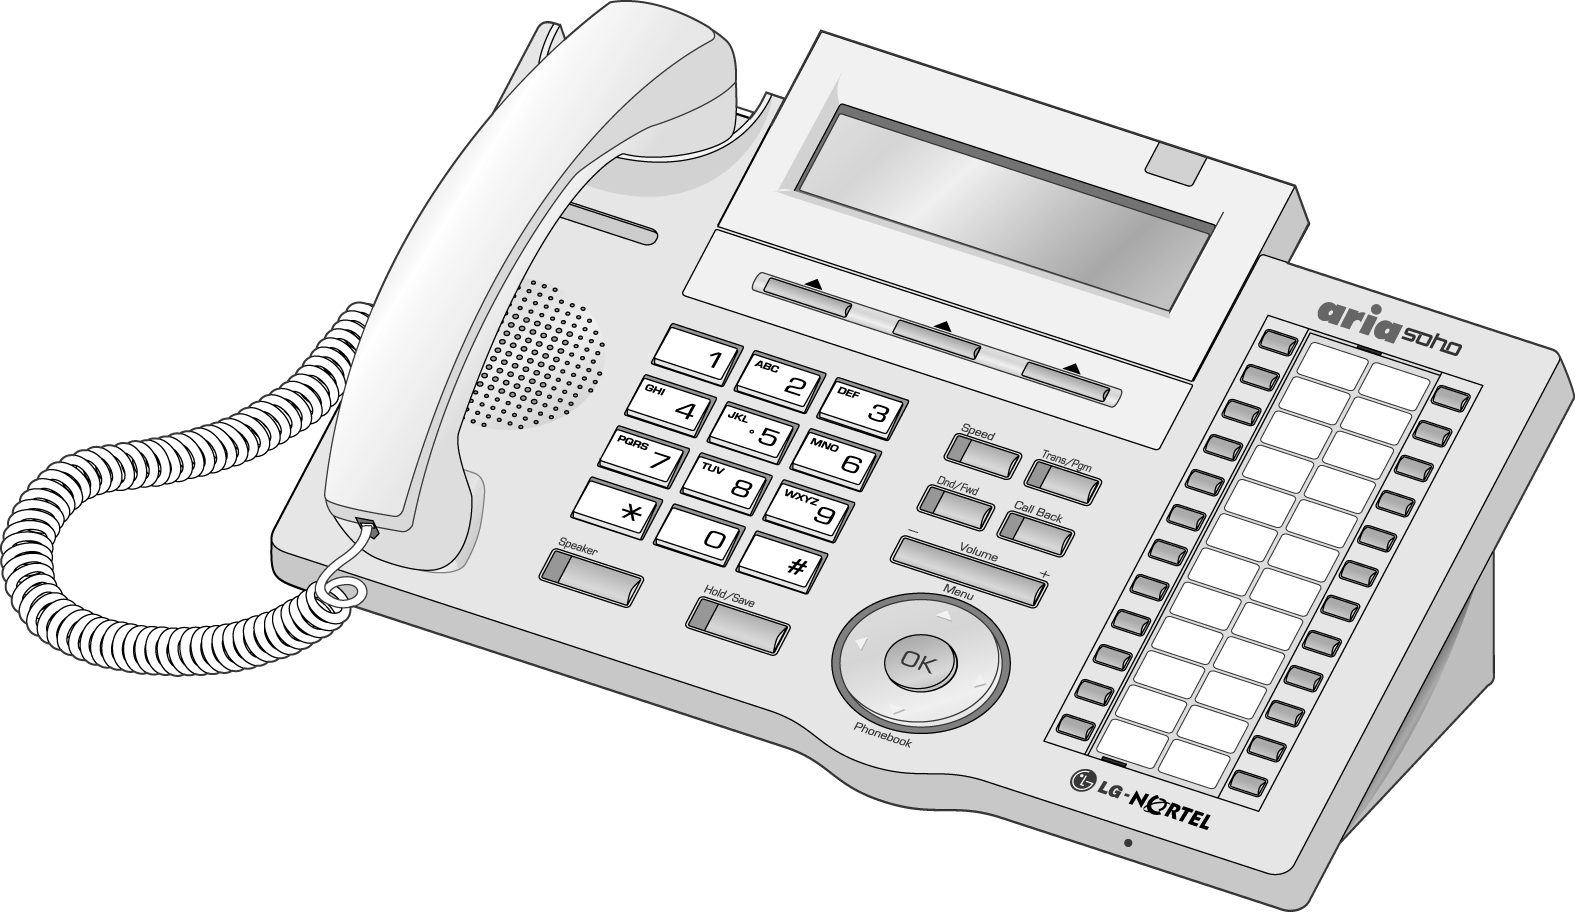 aria soho
1
ABC 2
DEF 3
GHI 4
JKL 5
MNO 6
PQRS 7
TUV 8
WXYZ 9
*
0
#
Speed
Trans/Pgm
Dnd/Fwd
Call Back
- Volume +
Speaker
Hold/Save
Menu
OK
Phonebook
LG LG-NORTEL